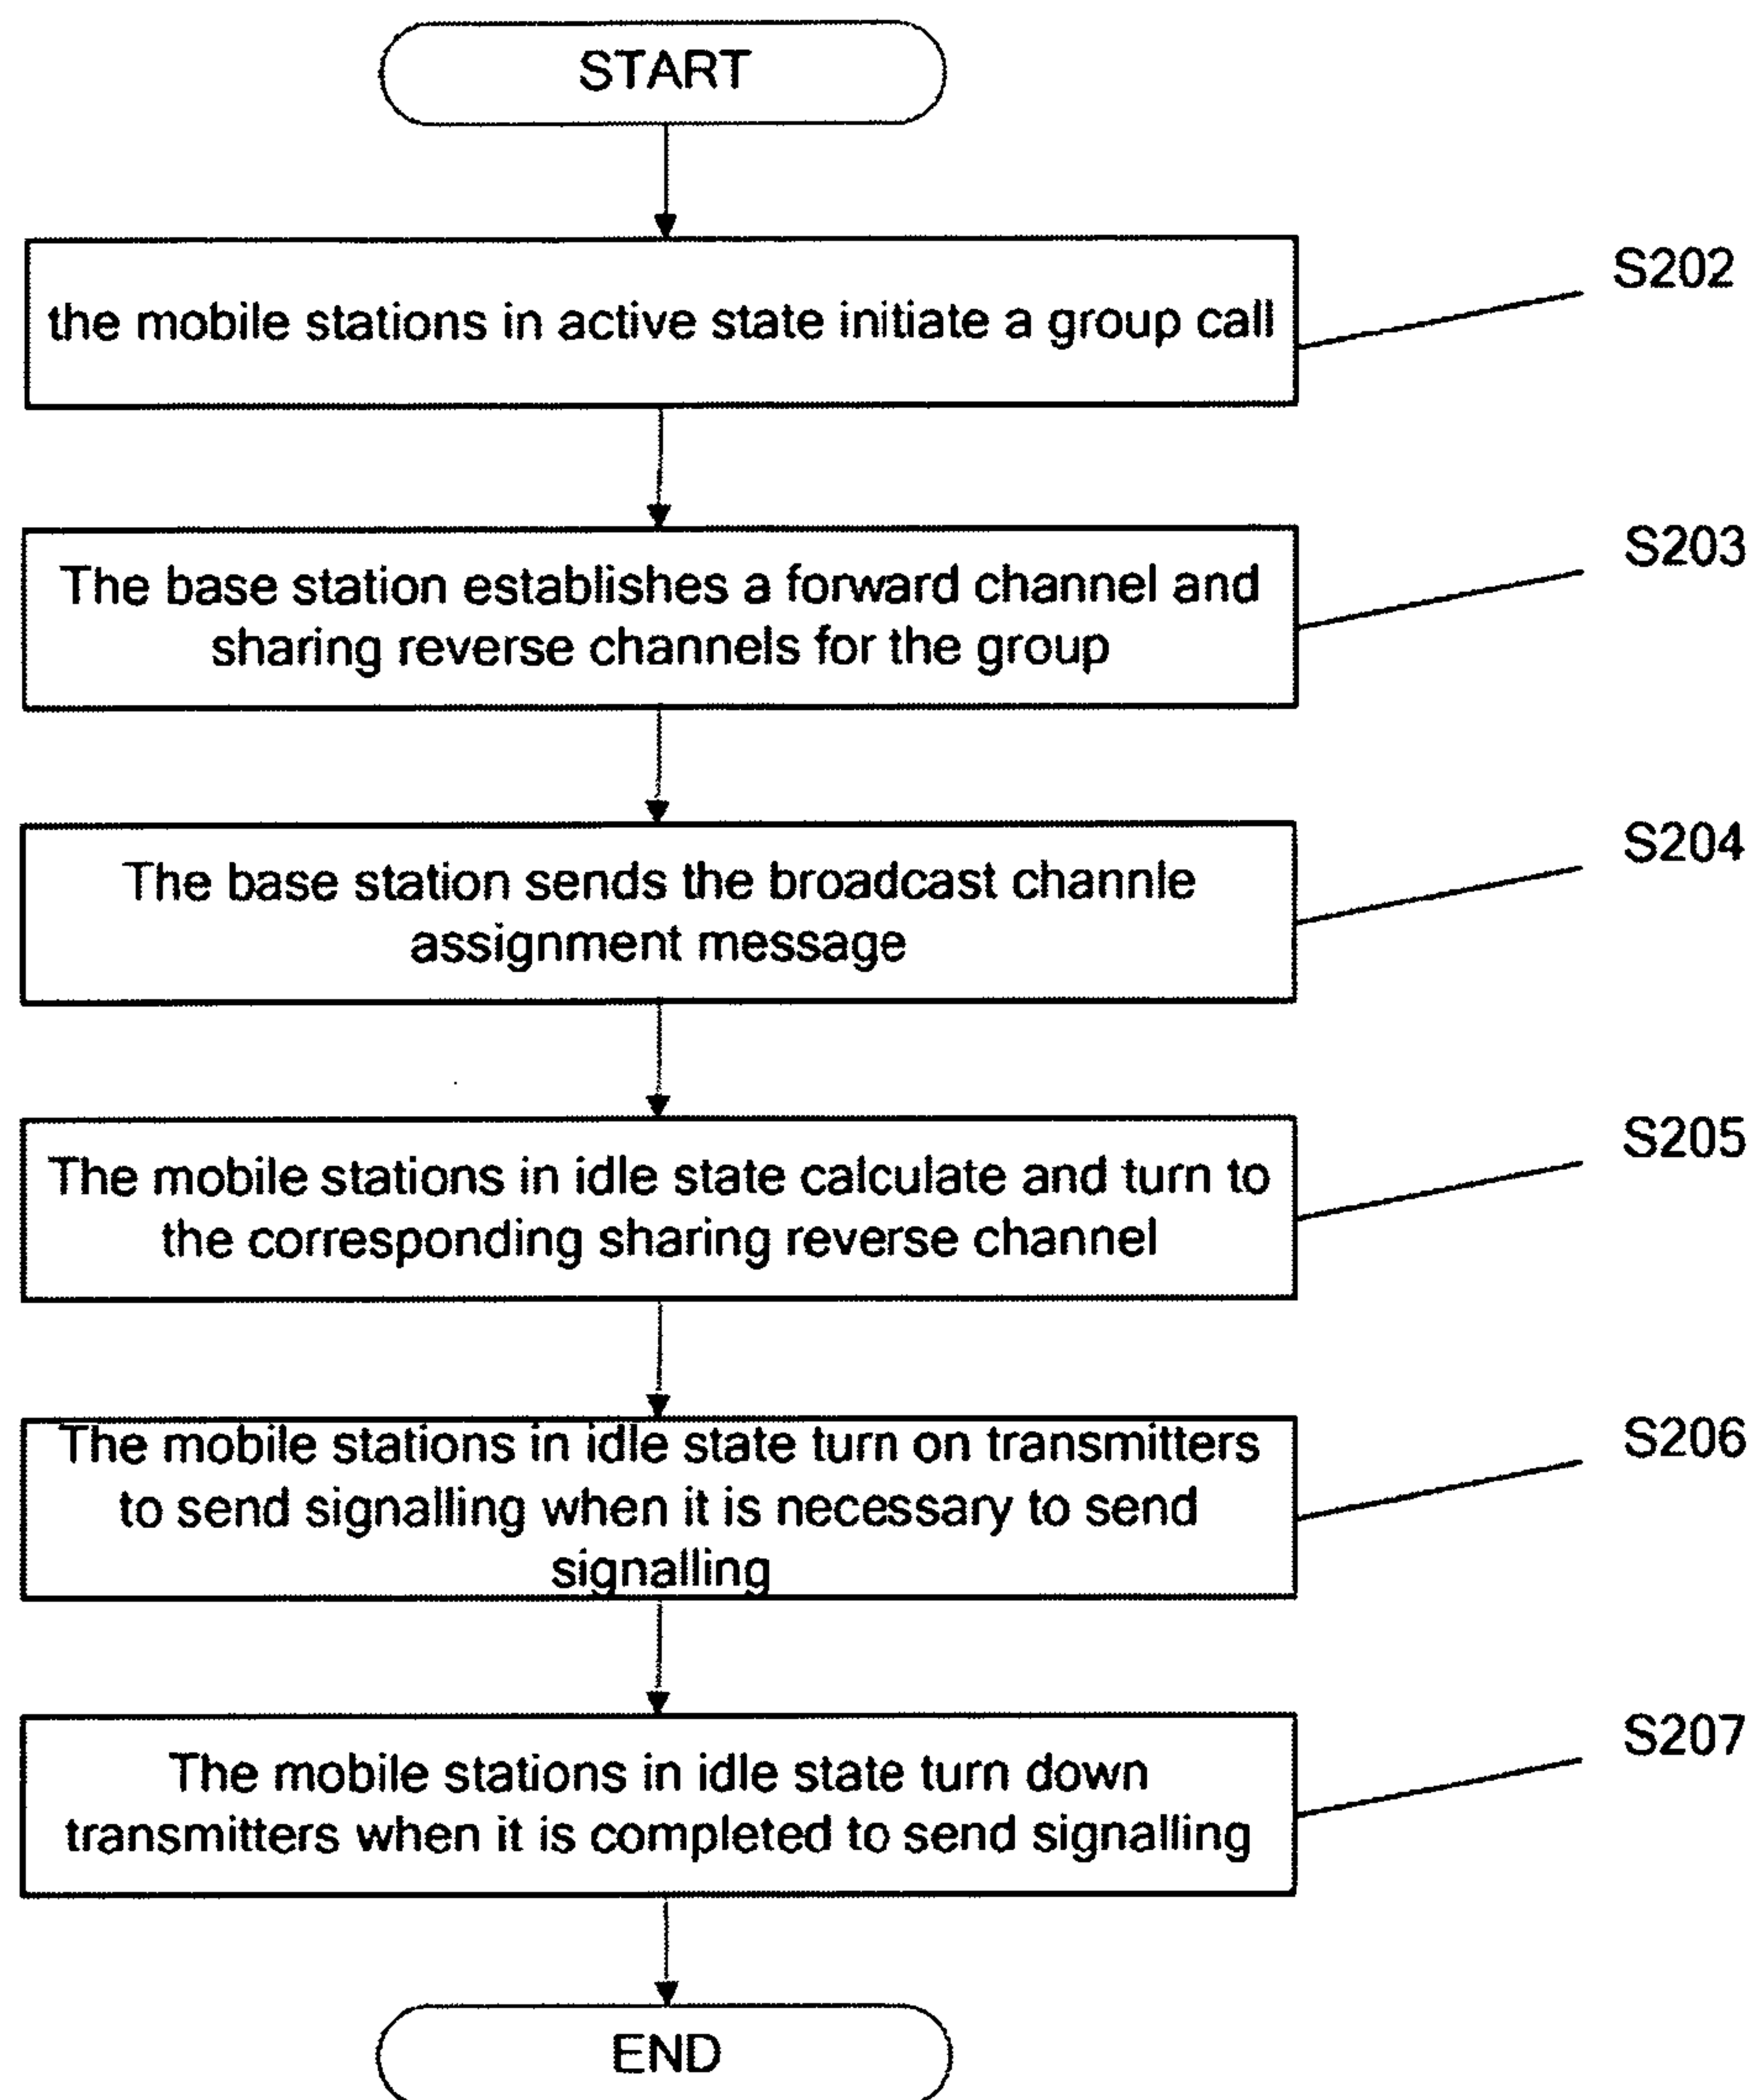 START
the mobile stations in active state initiate a group call
S202
The base station establishes a forward channel and
sharing reverse channels for the group
S203
The base station sends the broadcast channle
assignment message
S204
The mobile stations in idle state calculate and turn to
the corresponding sharing reverse channel
S205
The mobile stations in idle state turn on transmitters
to send signalling when it is necessary to send
signalling
S206
The mobile stations in idle state turn down
transmitters when it is completed to send signalling
S207
END